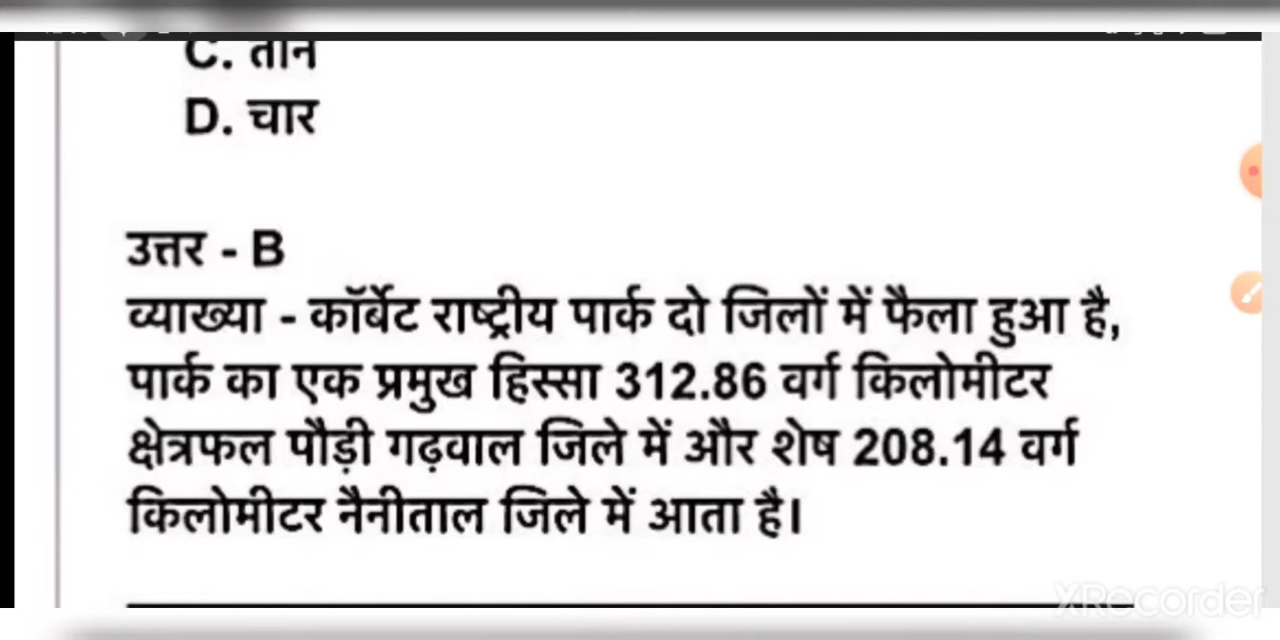 C. तीन
D. चार
उत्तर - B
व्याख्या - कॉर्बेट राष्ट्रीय पार्क दो जिलों में फैला हुआ है,
पार्क का एक प्रमुख हिस्सा 312.86 वर्ग किलोमीटर
क्षेत्रफल पौड़ी गढ़वाल जिले में और शेष 208.14 वर्ग
किलोमीटर नैनीताल जिले में आता है।
XRecorder